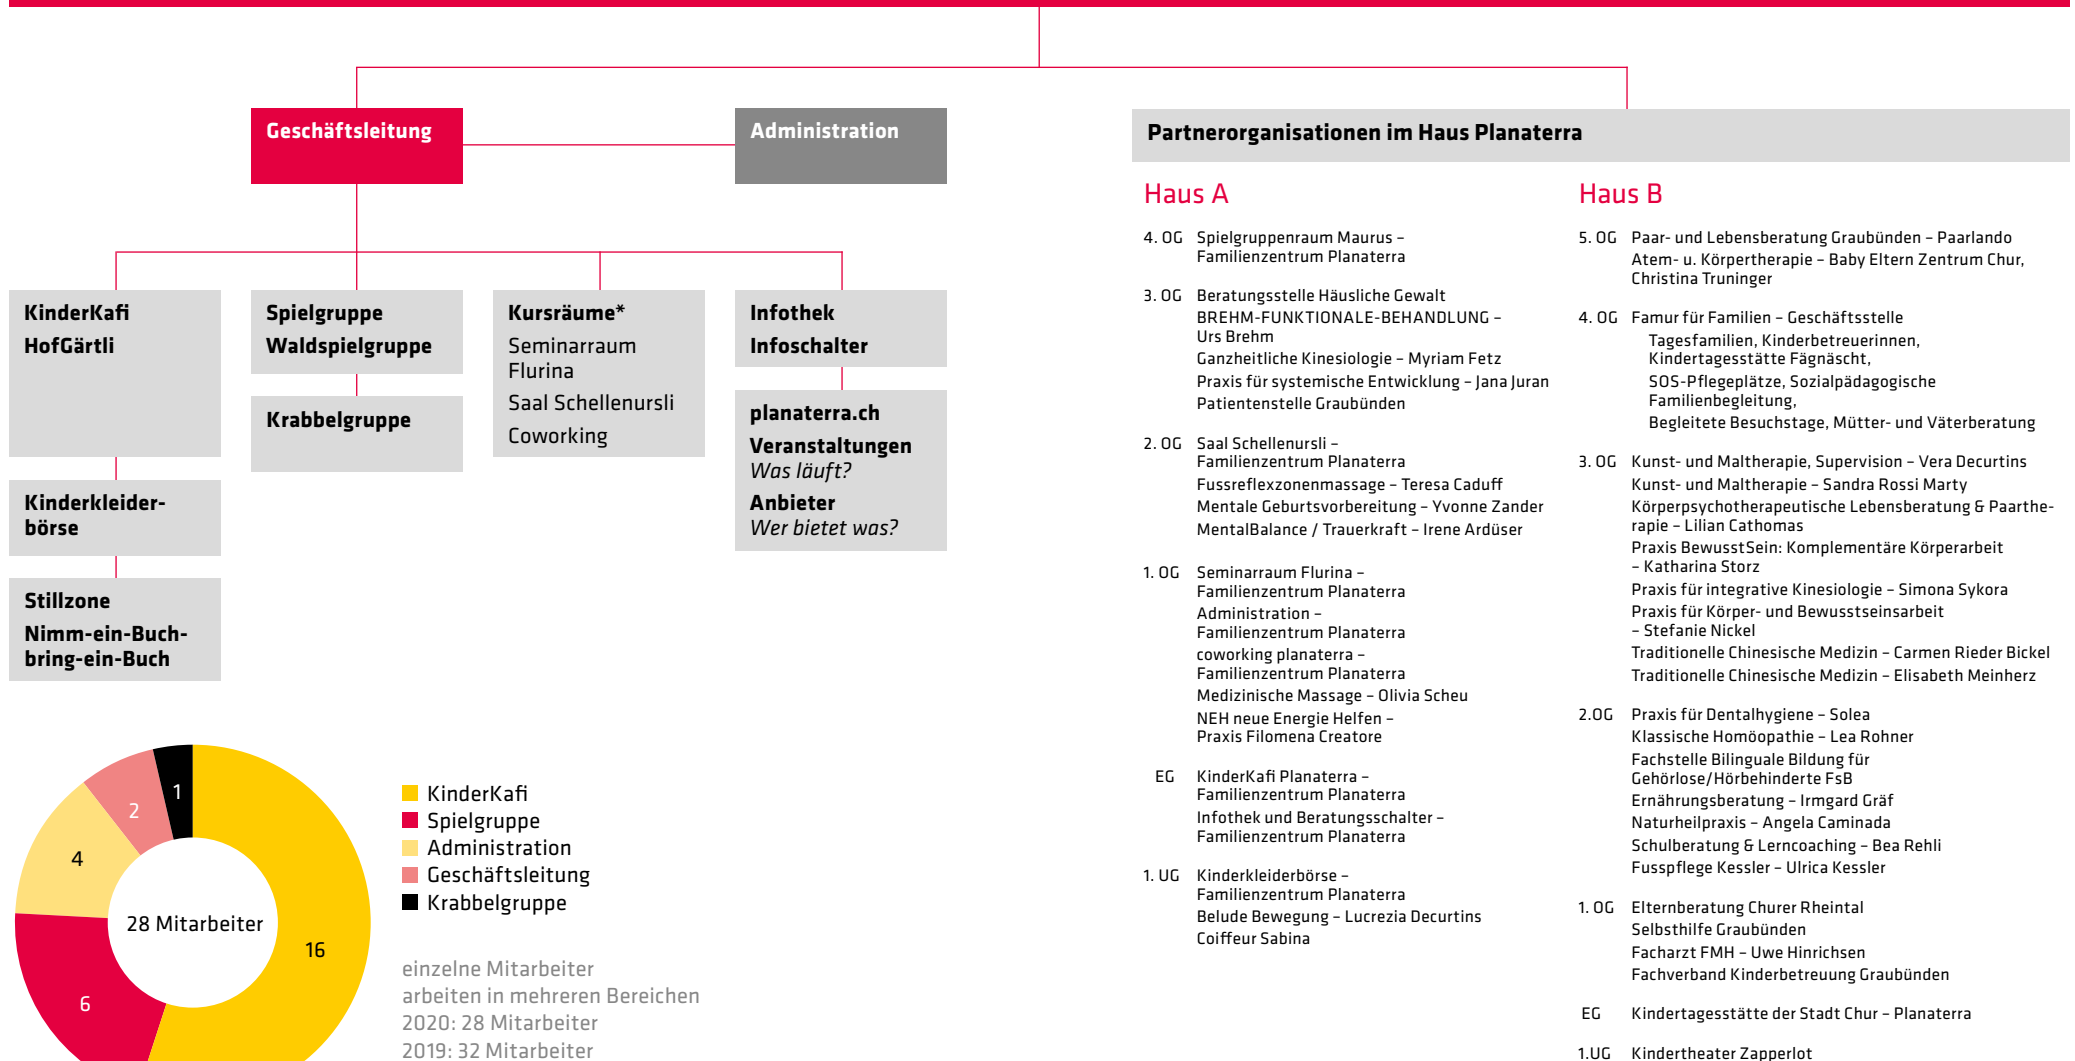 Geschäftsleitung
Administration
KinderKafi
HofGärtli
Kinderkleider-
börse
Stillzone
Nimm-ein-Buch-
bring-ein-Buch
Spielgruppe
Waldspielgruppe
Krabbelgruppe
Kursräume*
Seminarraum
Flurina
Saal Schellenursli
Coworking
Infothek
Infoschalter
planaterra.ch
Veranstaltungen
Was läuft?
Anbieter
Wer bietet was?
1
2
4
6
16
28 Mitarbeiter
KinderKafi
Spielgruppe
Administration
Geschäftsleitung
Krabbelgruppe
einzelne Mitarbeiter
arbeiten in mehreren Bereichen
2020: 28 Mitarbeiter
2019: 32 Mitarbeiter
Partnerorganisationen im Haus Planaterra
Haus A
4. OG Spielgruppenraum Maurus –
Familienzentrum Planaterra
3. OG Beratungsstelle Häusliche Gewalt
BREHM-FUNKTIONALE-BEHANDLUNG –
Urs Brehm
Ganzheitliche Kinesiologie – Myriam Fetz
Praxis für systemische Entwicklung – Jana Juran
Patientenstelle Graubünden
2. OG Saal Schellenursli –
Familienzentrum Planaterra
Fussreflexzonenmassage – Teresa Caduff
Mentale Geburtsvorbereitung – Yvonne Zander
MentalBalance / Trauerkraft – Irene Ardüser
1. OG Seminarraum Flurina –
Familienzentrum Planaterra
Administration –
Familienzentrum Planaterra
coworking planaterra –
Familienzentrum Planaterra
Medizinische Massage – Olivia Scheu
NEH neue Energie Helfen –
Praxis Filomena Creatore
EG KinderKafi Planaterra –
Familienzentrum Planaterra
Infothek und Beratungsschalter –
Familienzentrum Planaterra
1. UG Kinderkleiderbörse –
Familienzentrum Planaterra
Belude Bewegung – Lucrezia Decurtins
Coiffeur Sabina
Haus B
5. OG Paar- und Lebensberatung Graubünden – Paarlando
Atem- u. Körpertherapie – Baby Eltern Zentrum Chur,
Christina Truninger
4. OG Famur für Familien – Geschäftsstelle
Tagesfamilien, Kinderbetreuerinnen,
Kindertagesstätte Fägnäscht,
SOS-Pflegeplätze, Sozialpädagogische
Familienbegleitung,
Begleitete Besuchstage, Mütter- und Väterberatung
3. OG Kunst- und Maltherapie, Supervision – Vera Decurtins
Kunst- und Maltherapie – Sandra Rossi Marty
Körperpsychotherapeutische Lebensberatung & Paarthe-
rapie – Lilian Cathomas
Praxis BewusstSein: Komplementäre Körperarbeit
– Katharina Storz
Praxis für integrative Kinesiologie – Simona Sykora
Praxis für Körper- und Bewusstseinsarbeit
– Stefanie Nickel
Traditionelle Chinesische Medizin – Carmen Rieder Bickel
Traditionelle Chinesische Medizin – Elisabeth Meinherz
2.OG Praxis für Dentalhygiene – Solea
Klassische Homöopathie – Lea Rohner
Fachstelle Bilinguale Bildung für
Gehörlose/Hörbehinderte FsB
Ernährungsberatung – Irmgard Gräf
Naturheilpraxis – Angela Caminada
Schulberatung & Lerncoaching – Bea Rehli
Fusspflege Kessler – Ulrica Kessler
1. OG Elternberatung Churer Rheintal
Selbsthilfe Graubünden
Facharzt FMH – Uwe Hinrichsen
Fachverband Kinderbetreuung Graubünden
EG Kindertagesstätte der Stadt Chur – Planaterra
1.UG Kindertheater Zapperlot